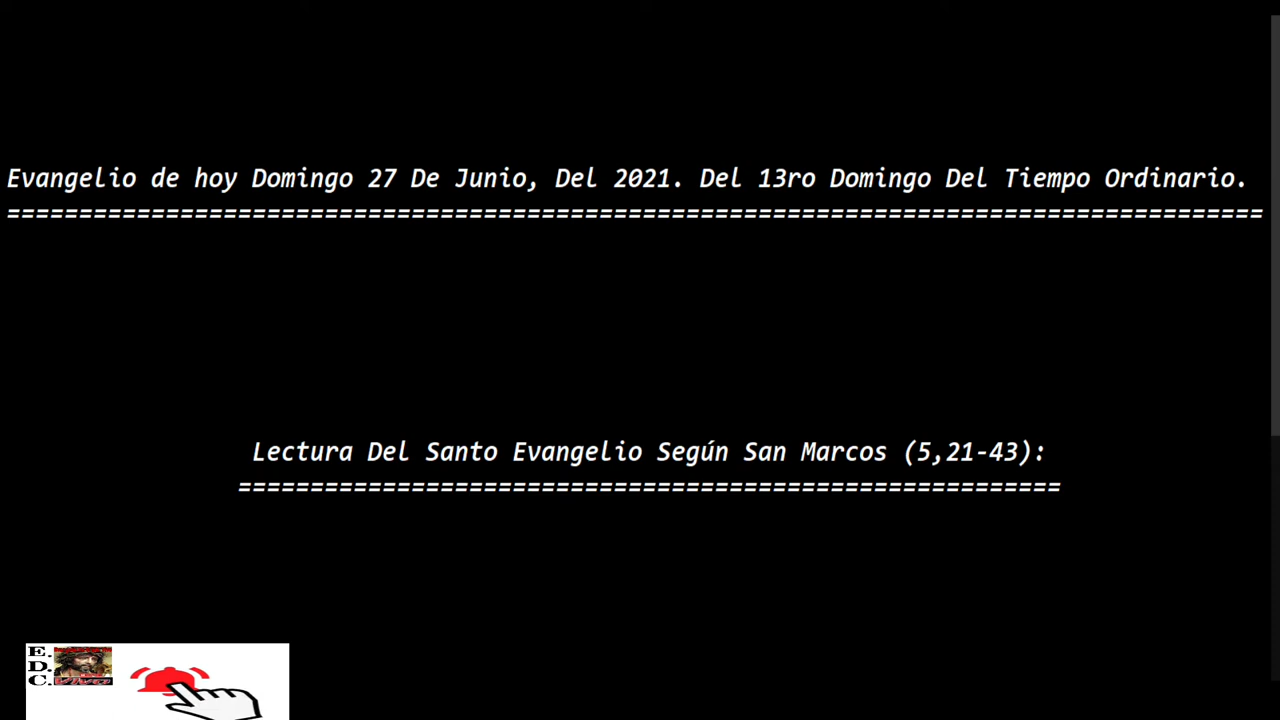 Evangelio de hoy Domingo 27 De Junio, Del 2021. Del 13ro Domingo Del Tiempo Ordinario.
=======================================================================================
Lectura Del Santo Evangelio Según San Marcos (5,21-43):
=========================================================
E.
D.
C.